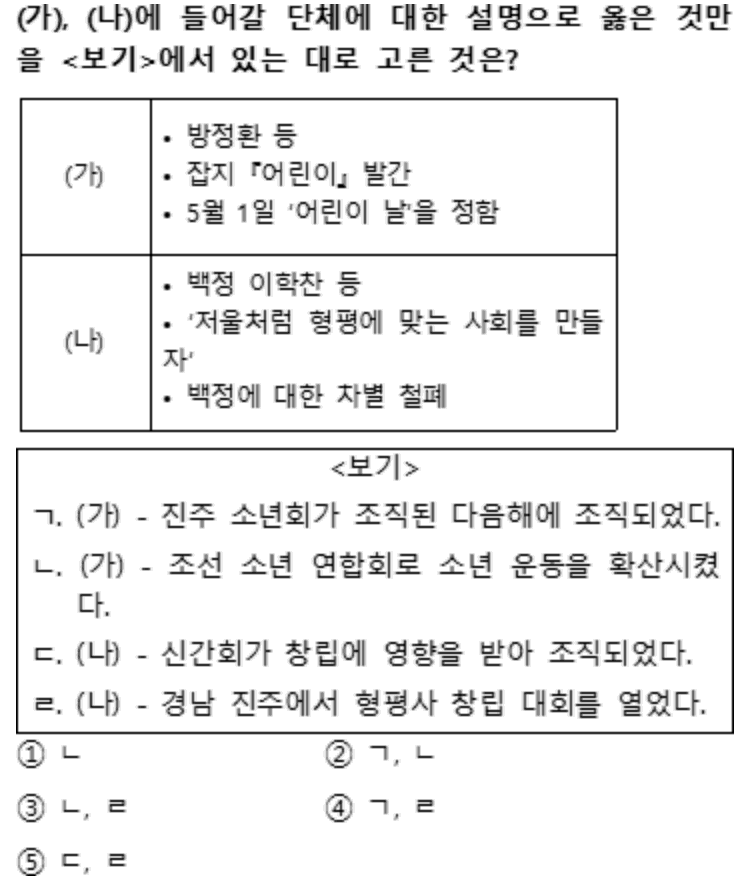 (가), (나)에 들어갈 단체에 대한 설명으로 옳은 것만
을 <보기>에서 있는 대로 고른 것은?
(가)
• 방정환 등
• 잡지『어린이』발간
• 5월 1일 '어린이 날'을 정함
(나)
• 백정 이학찬 등
• '저울처럼 형평에 맞는 사회를 만들
자'
• 백정에 대한 차별 철폐
<보기>
ㄱ. (가) - 진주 소년회가 조직된 다음해에 조직되었다.
ㄴ. (가) - 조선 소년 연합회로 소년 운동을 확산시켰
다.
ㄷ. (나) - 신간회가 창립에 영향을 받아 조직되었다.
ㄹ. (나) - 경남 진주에서 형평사 창립 대회를 열었다.
① ㄴ ② ㄱ, ㄴ
③ ㄴ, ㄹ ④ ㄱ, ㄹ
⑤ ㄷ, ㄹ